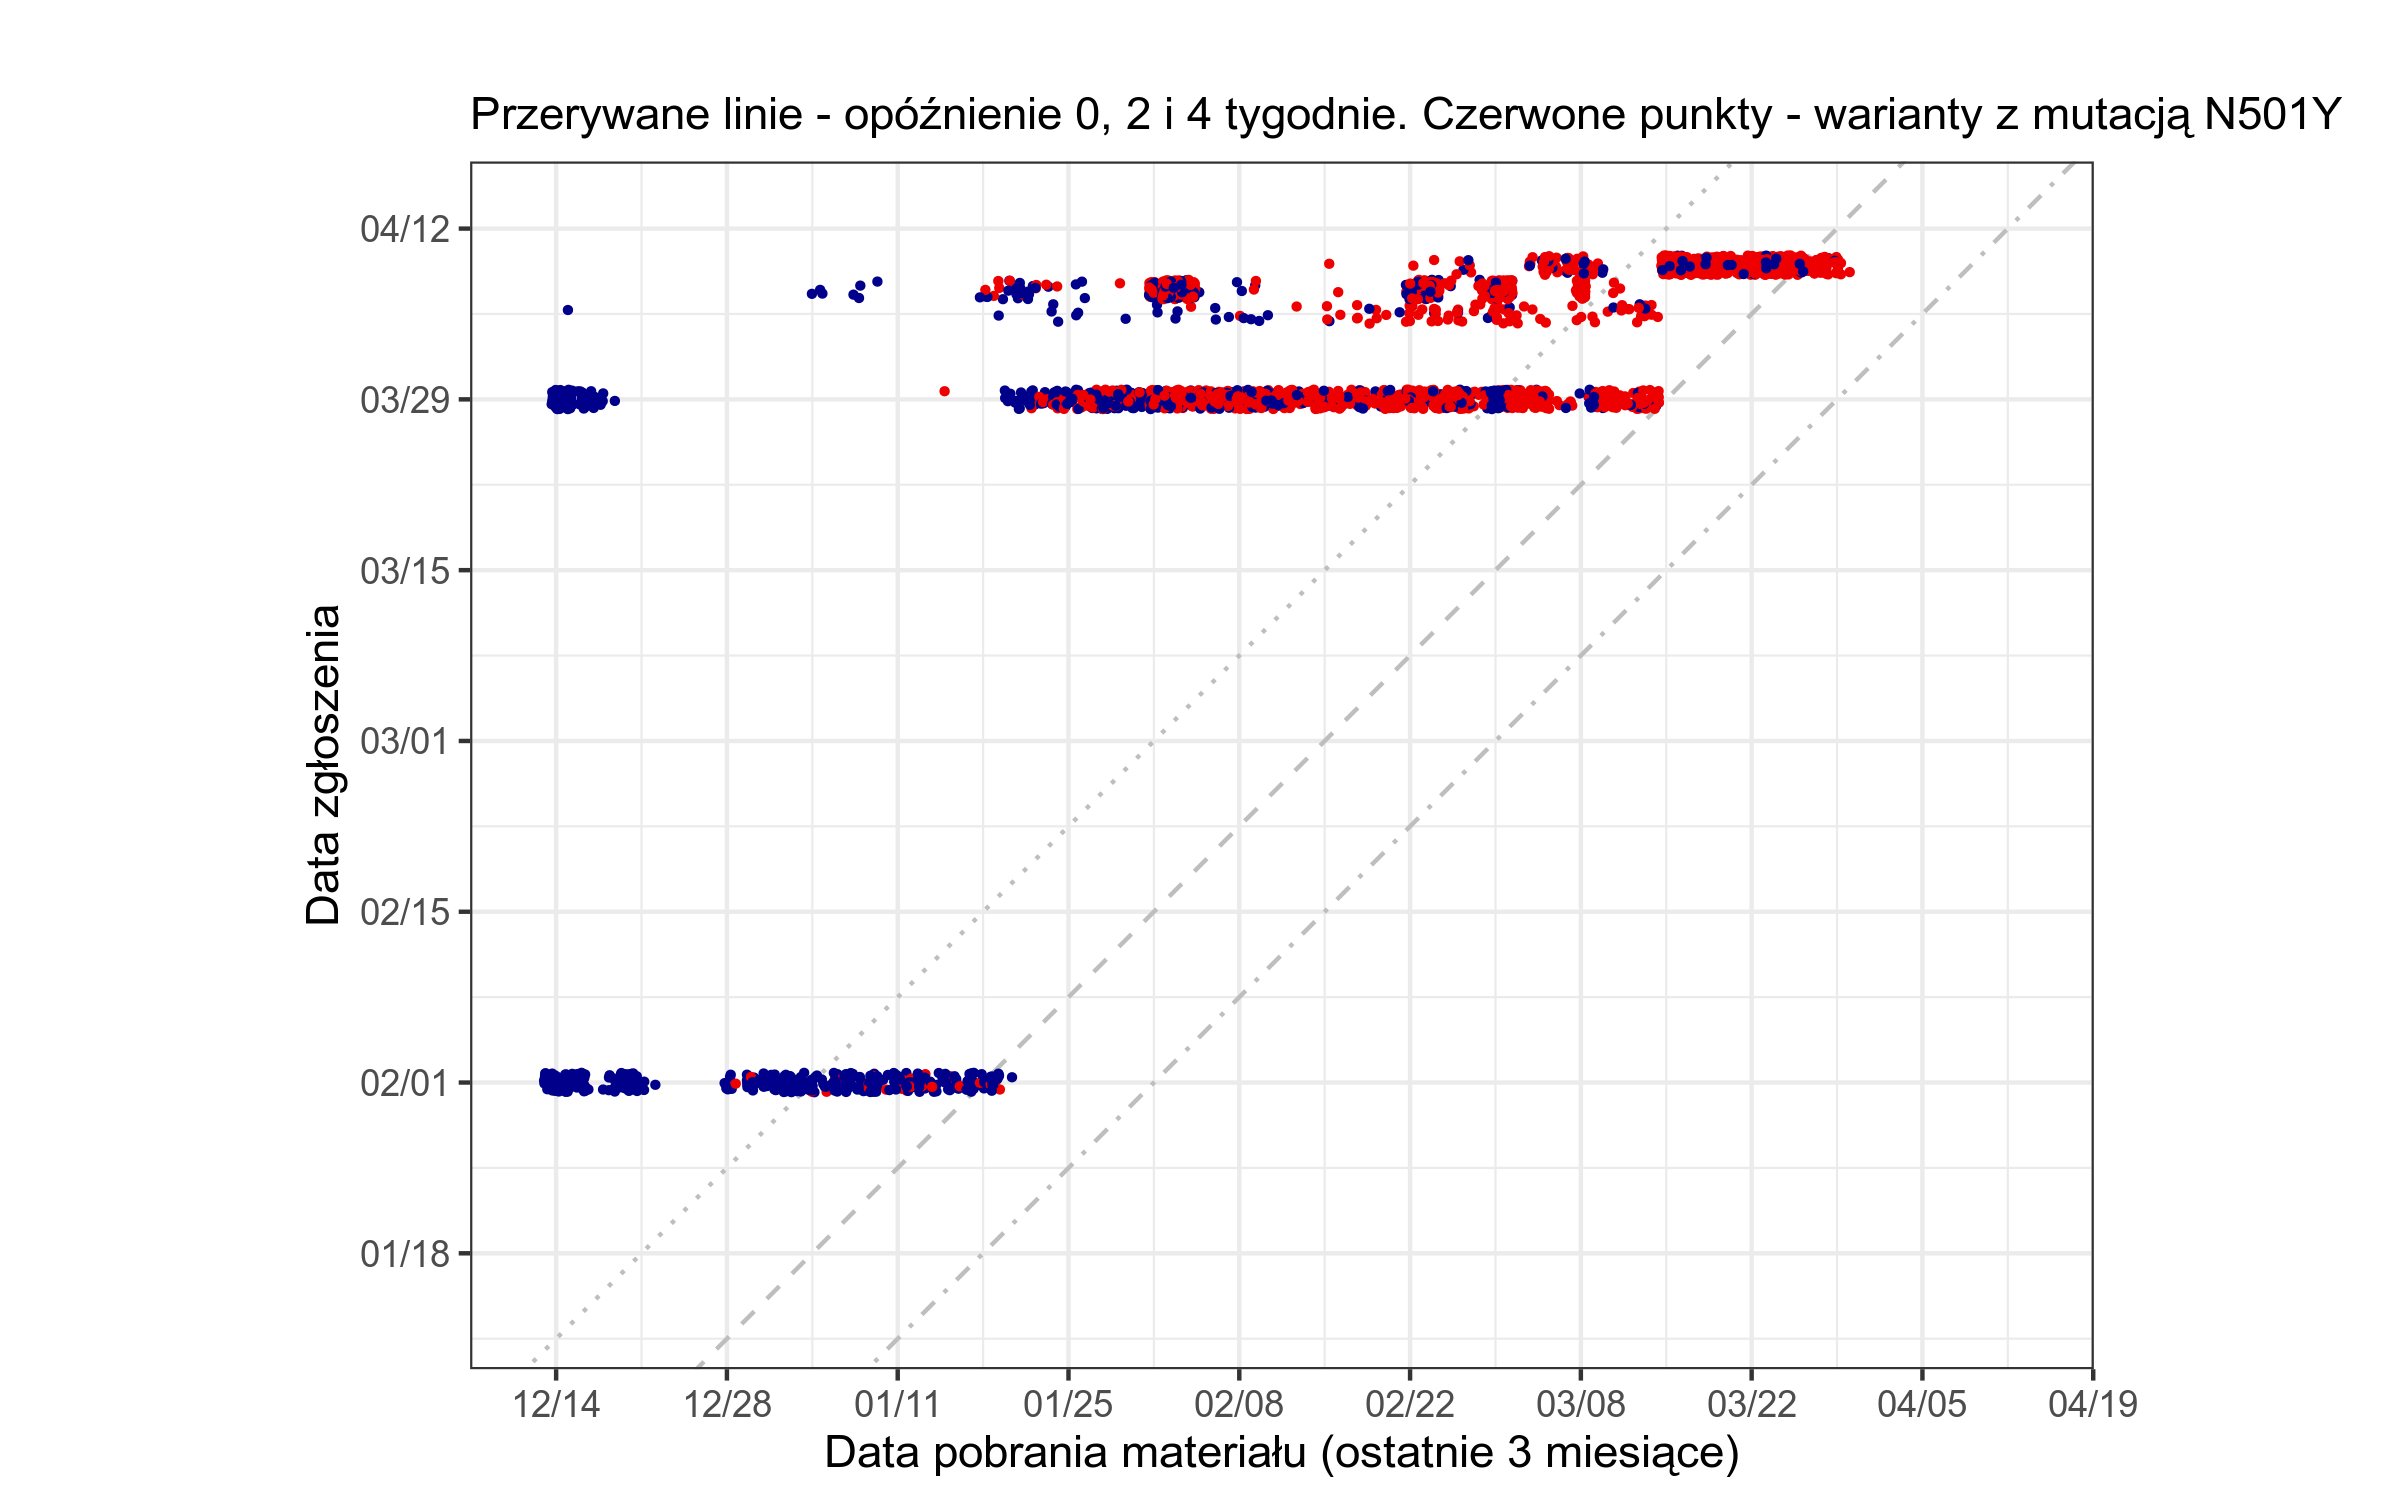 Przerywane linie - opóźnienie 0, 2 i 4 tygodnie. Czerwone punkty - warianty z mutacją N501Y
Data zgłoszenia
04/12
03/29
03/15
03/01
02/15
02/01
01/18
12/14 12/28 01/11 01/25 02/08 02/22 03/08 03/22 04/05 04/19
Data pobrania materiału (ostatnie 3 miesiące)